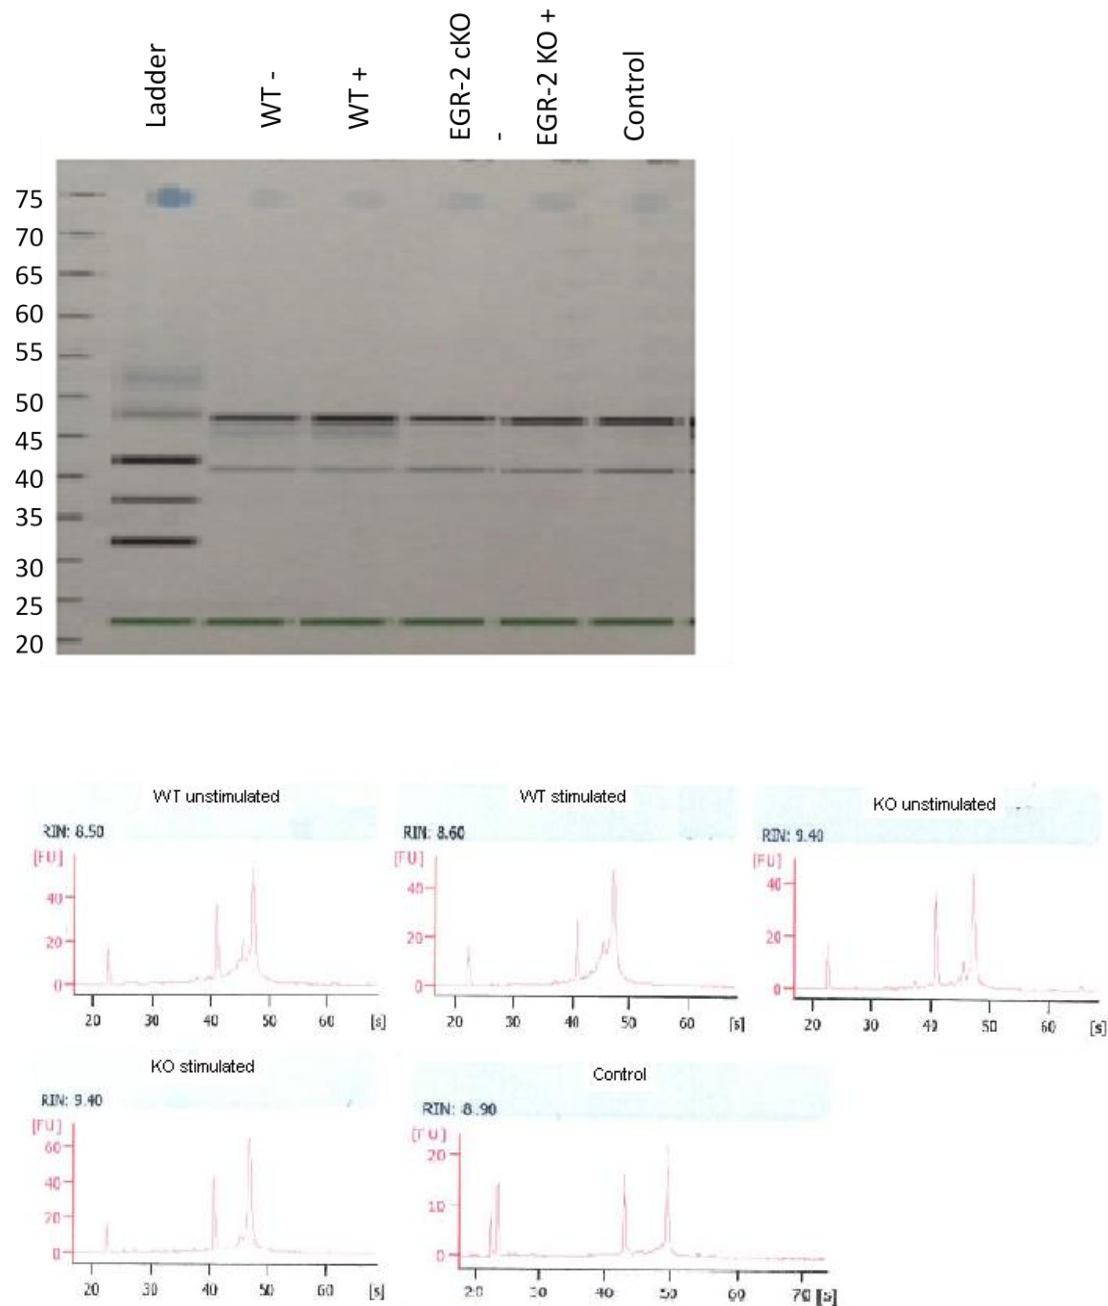 Ladder
WT -
WT +
EGR-2 cKO
-
EGR-2 KO +
Control
75
70
65
60
55
50
45
40
35
30
25
20
WT unstimulated
RIN: 8.50
[FU]
40
20
0
20 30 40 50 60 [s]
WT stimulated
RIN: 8.60
[FU]
40
20
0
20 30 40 50 60 [s]
KO unstimulated
RIN: 9.40
[FU]
40
20
0
20 30 40 50 60 [s]
KO stimulated
RIN: 9.40
[FU]
60
40
20
0
20 30 40 50 60 [s]
Control
RIN: 8.90
[FU]
20
10
0
20 30 40 50 60 70 [s]